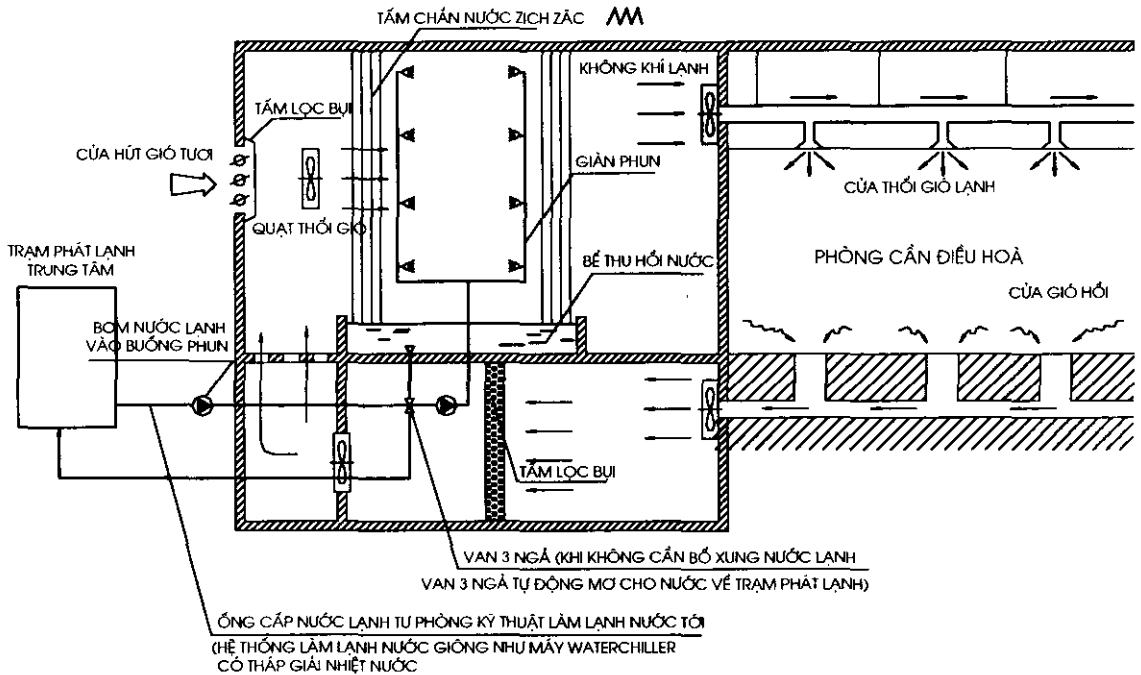 TẤM CHẮN NƯỚC ZỊCH ZẮC
KHÔNG KHÍ LẠNH
TẤM LỌC BỤI
CỬA HÚT GIÓ TƯƠI
GIÀN PHUN
CỬA THỔI GIÓ LẠNH
QUẠT THỔI GIÓ
TRẠM PHÁT LẠNH
TRUNG TÂM
BỂ THU HỒI NƯỚC
PHÒNG CẦN ĐIỀU HOÀ
CỬA GIÓ HỒI
BƠM NƯỚC LẠNH
VÀO BUỒNG PHUN
TẤM LỌC BỤI
VAN 3 NGẢ (KHI KHÔNG CẦN BỔ XUNG NƯỚC LẠNH
VAN 3 NGẢ TỰ ĐỘNG MƠ CHO NƯỚC VỀ TRẠM PHÁT LẠNH)
ỐNG CẤP NƯỚC LẠNH TƯ PHÒNG KỸ THUẬT LÀM LẠNH NƯỚC TỚI
(HỆ THỐNG LÀM LẠNH NƯỚC GIỐNG NHƯ MÁY WATERCHILLER
CÓ THÁP GIẢI NHIỆT NƯỚC